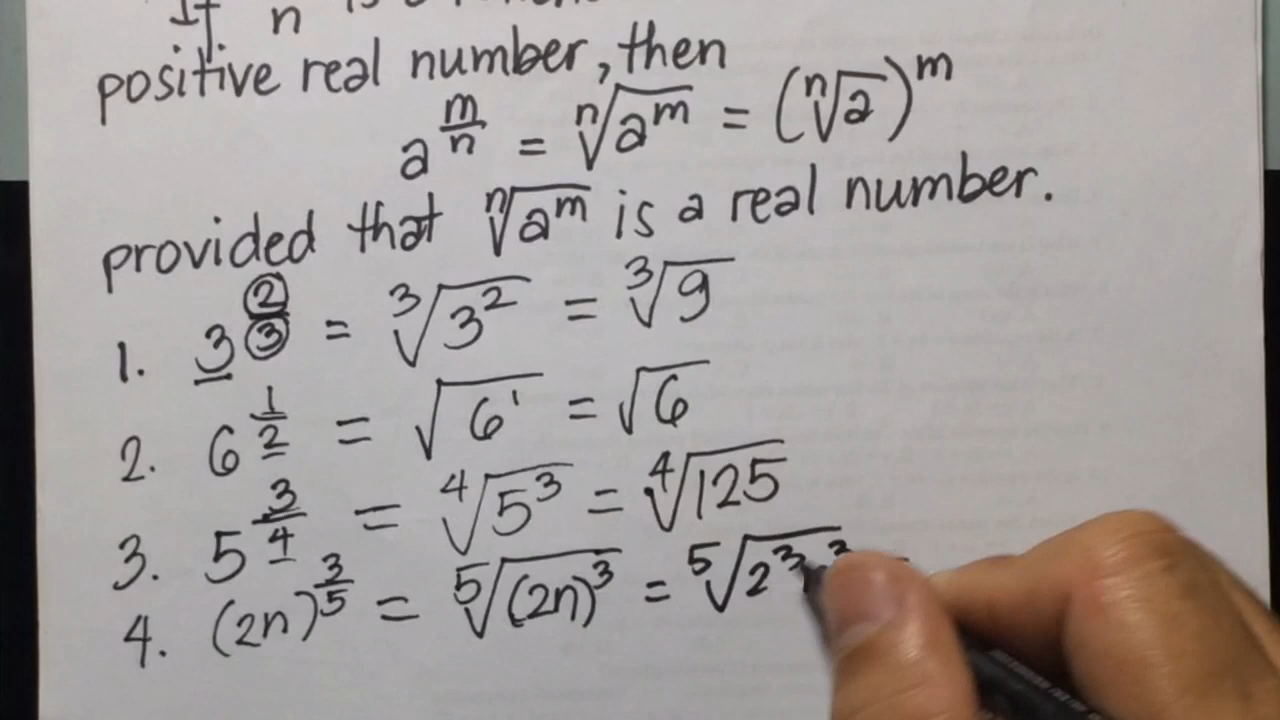 If n is a
positive real number, then
a^(m/n) = ⁿ√(a^m) = (ⁿ√a)^m
provided that ⁿ√(a^m) is a real number.
1. 3^(2/3) = ³√(3²) = ³√9
2. 6^(1/2) = √(6¹) = √6
3. 5^(3/4) = ⁴√(5³) = ⁴√125
4. (2n)^(3/5) = ⁵√((2n)³) = ⁵√(2³